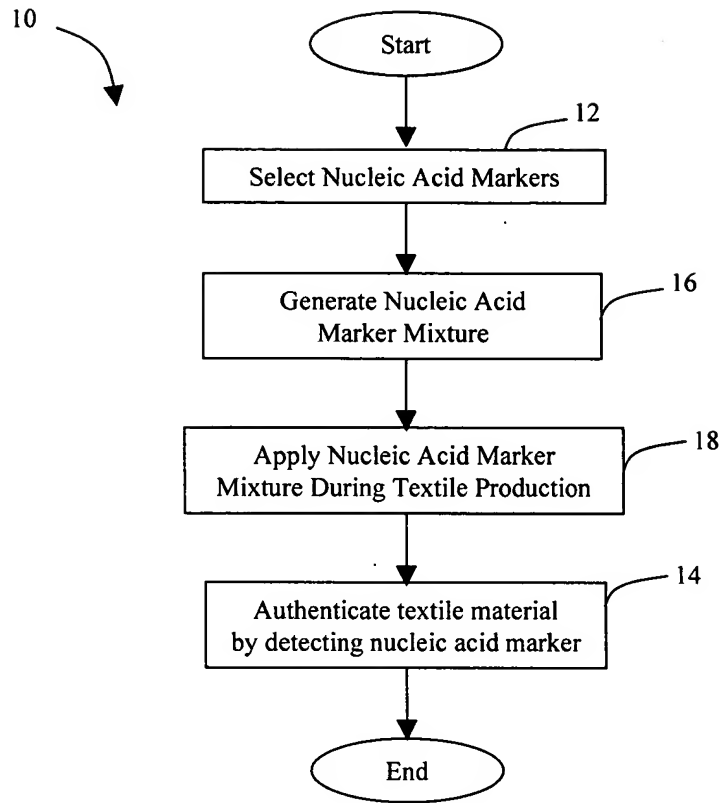 10
Start
12
Select Nucleic Acid Markers
16
Generate Nucleic Acid
Marker Mixture
18
Apply Nucleic Acid Marker
Mixture During Textile Production
14
Authenticate textile material
by detecting nucleic acid marker
End